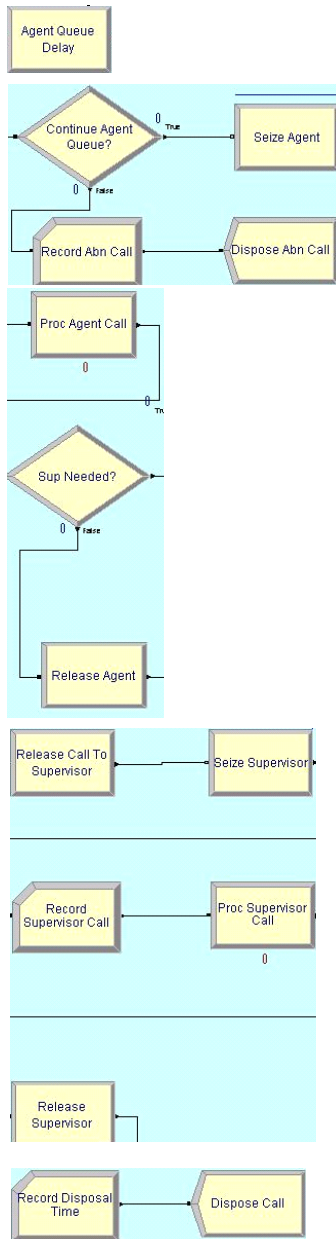 Agent Queue
Delay
Continue Agent
Queue?
0
True
Seize Agent
0
False
Record Abn Call
Dispose Abn Call
Proc Agent Call
0
0
Tru
Sup Needed?
0
False
Release Agent
Release Call To
Supervisor
Seize Supervisor
Record
Supervisor Call
Proc Supervisor
Call
0
Release
Supervisor
Record Disposal
Time
Dispose Call